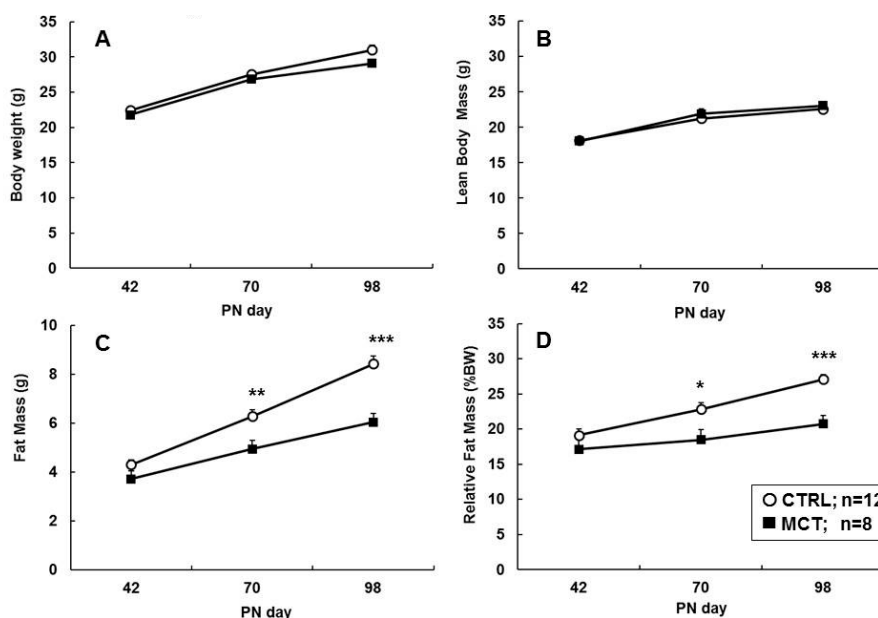 A
35
30
25
20
15
10
5
0
Body weight (g)
42 70 98
PN day
B
35
30
25
20
15
10
5
0
Lean Body Mass (g)
42 70 98
PN day
C
10
8
6
4
2
0
Fat Mass (g)
** ***
42 70 98
PN day
D
35
30
25
20
15
10
5
0
Relative Fat Mass (%BW)
* ***
CTRL; n=12
MCT; n=8
42 70 98
PN day